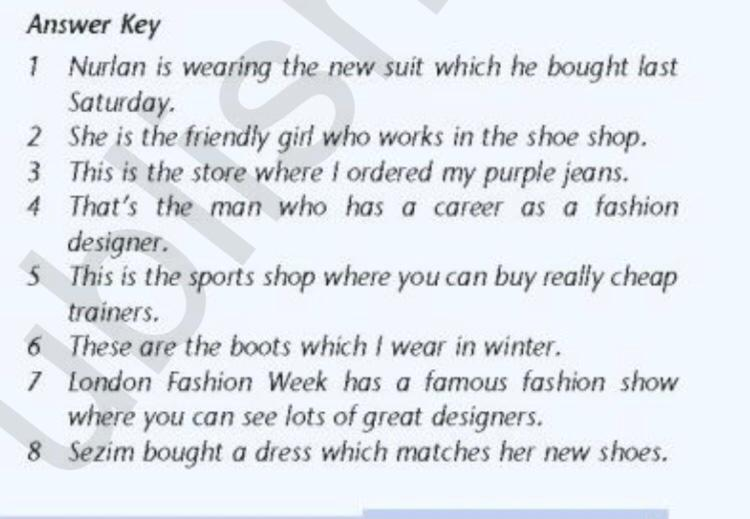 Answer Key
1 Nurlan is wearing the new suit which he bought last
Saturday.
2 She is the friendly girl who works in the shoe shop.
3 This is the store where I ordered my purple jeans.
4 That's the man who has a career as a fashion
designer.
5 This is the sports shop where you can buy really cheap
trainers.
6 These are the boots which I wear in winter.
7 London Fashion Week has a famous fashion show
where you can see lots of great designers.
8 Sezim bought a dress which matches her new shoes.
ublish